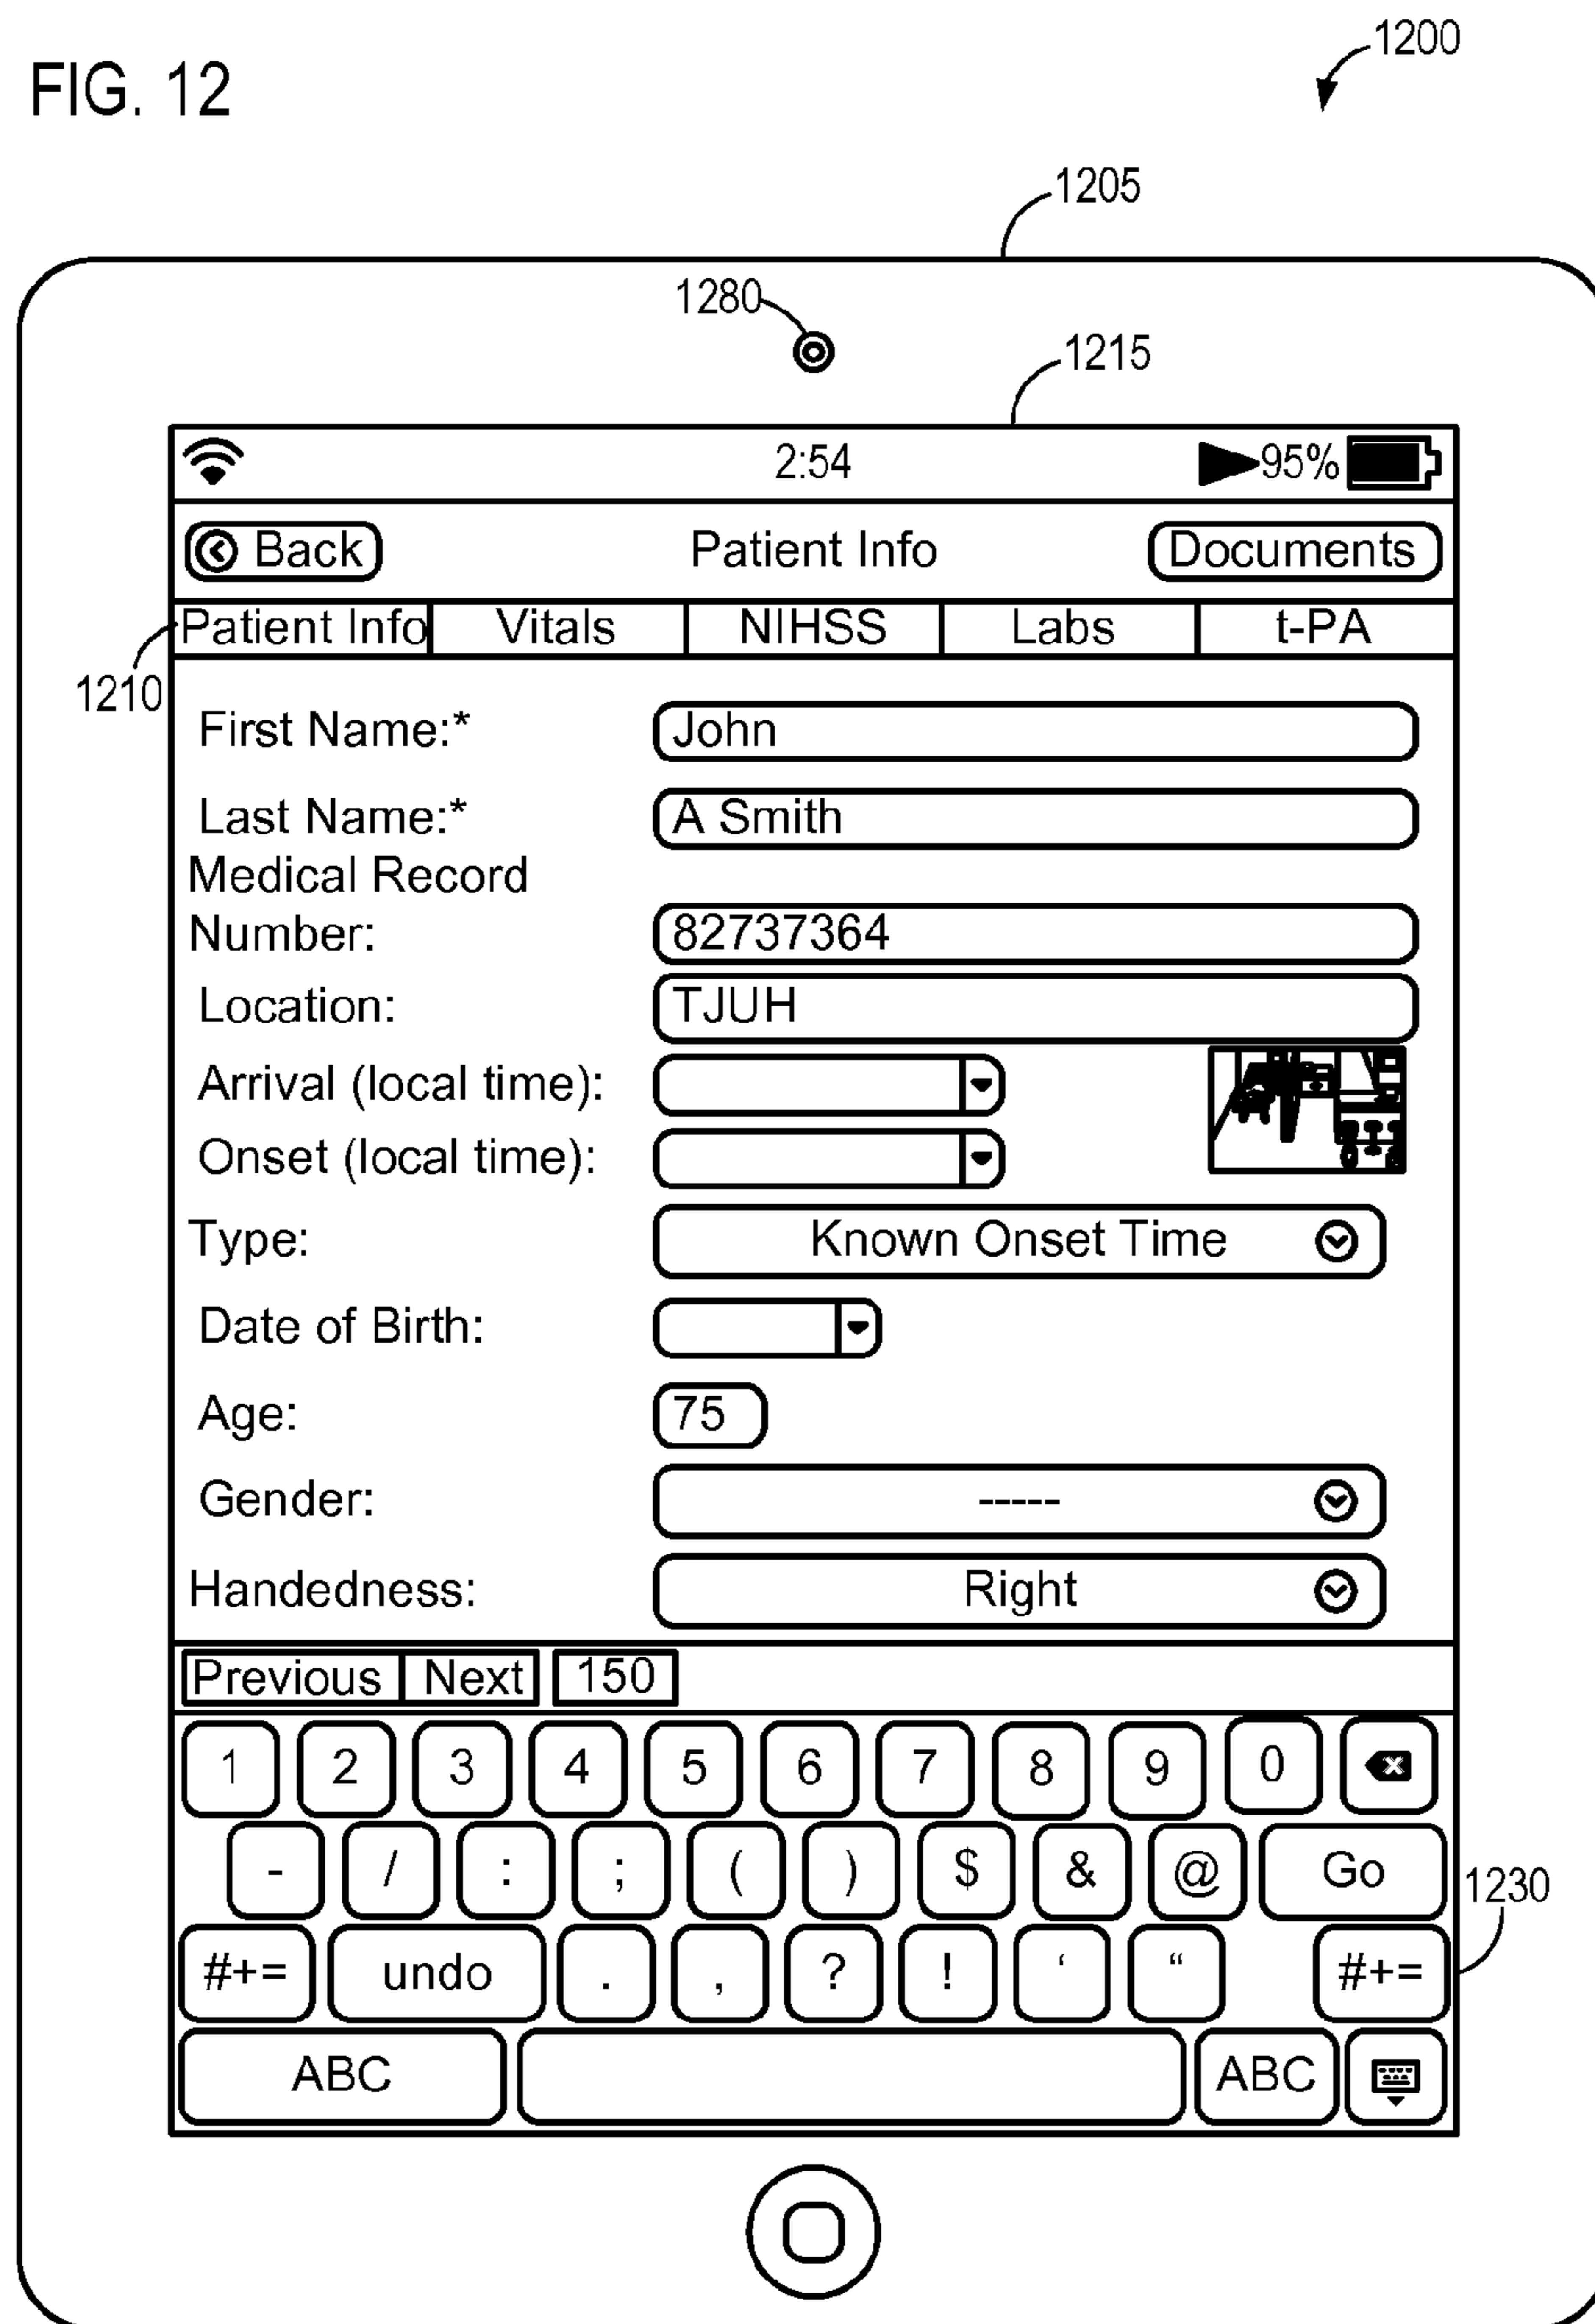 FIG. 12
1200
1205
1280
1215
2:54 95%
Back Patient Info Documents
Patient Info Vitals NIHSS Labs t-PA
1210
First Name:* John
Last Name:* A Smith
Medical Record
Number: 82737364
Location: TJUH
Arrival (local time):
Onset (local time):
Type: Known Onset Time
Date of Birth:
Age: 75
Gender: -----
Handedness: Right
Previous Next 150
1 2 3 4 5 6 7 8 9 0
- / : ; ( ) $ & @ Go
1230
#+= undo . , ? ! ‘ “ #+=
ABC ABC